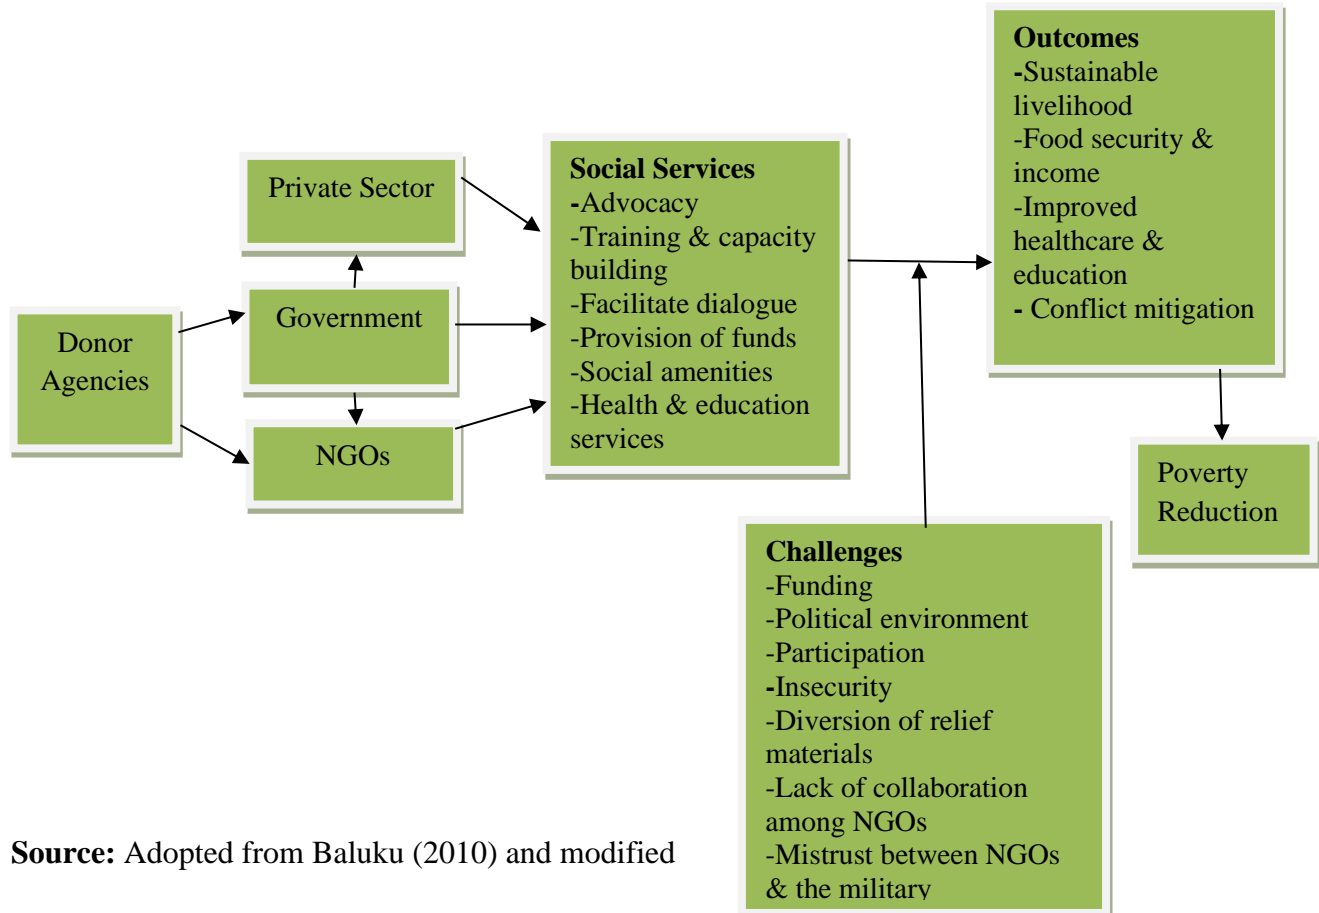 Donor
Agencies
Private Sector
Government
NGOs
Social Services
-Advocacy
-Training & capacity
building
-Facilitate dialogue
-Provision of funds
-Social amenities
-Health & education
services
Outcomes
-Sustainable
livelihood
-Food security &
income
-Improved
healthcare &
education
- Conflict mitigation
Poverty
Reduction
Challenges
-Funding
-Political environment
-Participation
-Insecurity
-Diversion of relief
materials
-Lack of collaboration
among NGOs
-Mistrust between NGOs
& the military
Source: Adopted from Baluku (2010) and modified